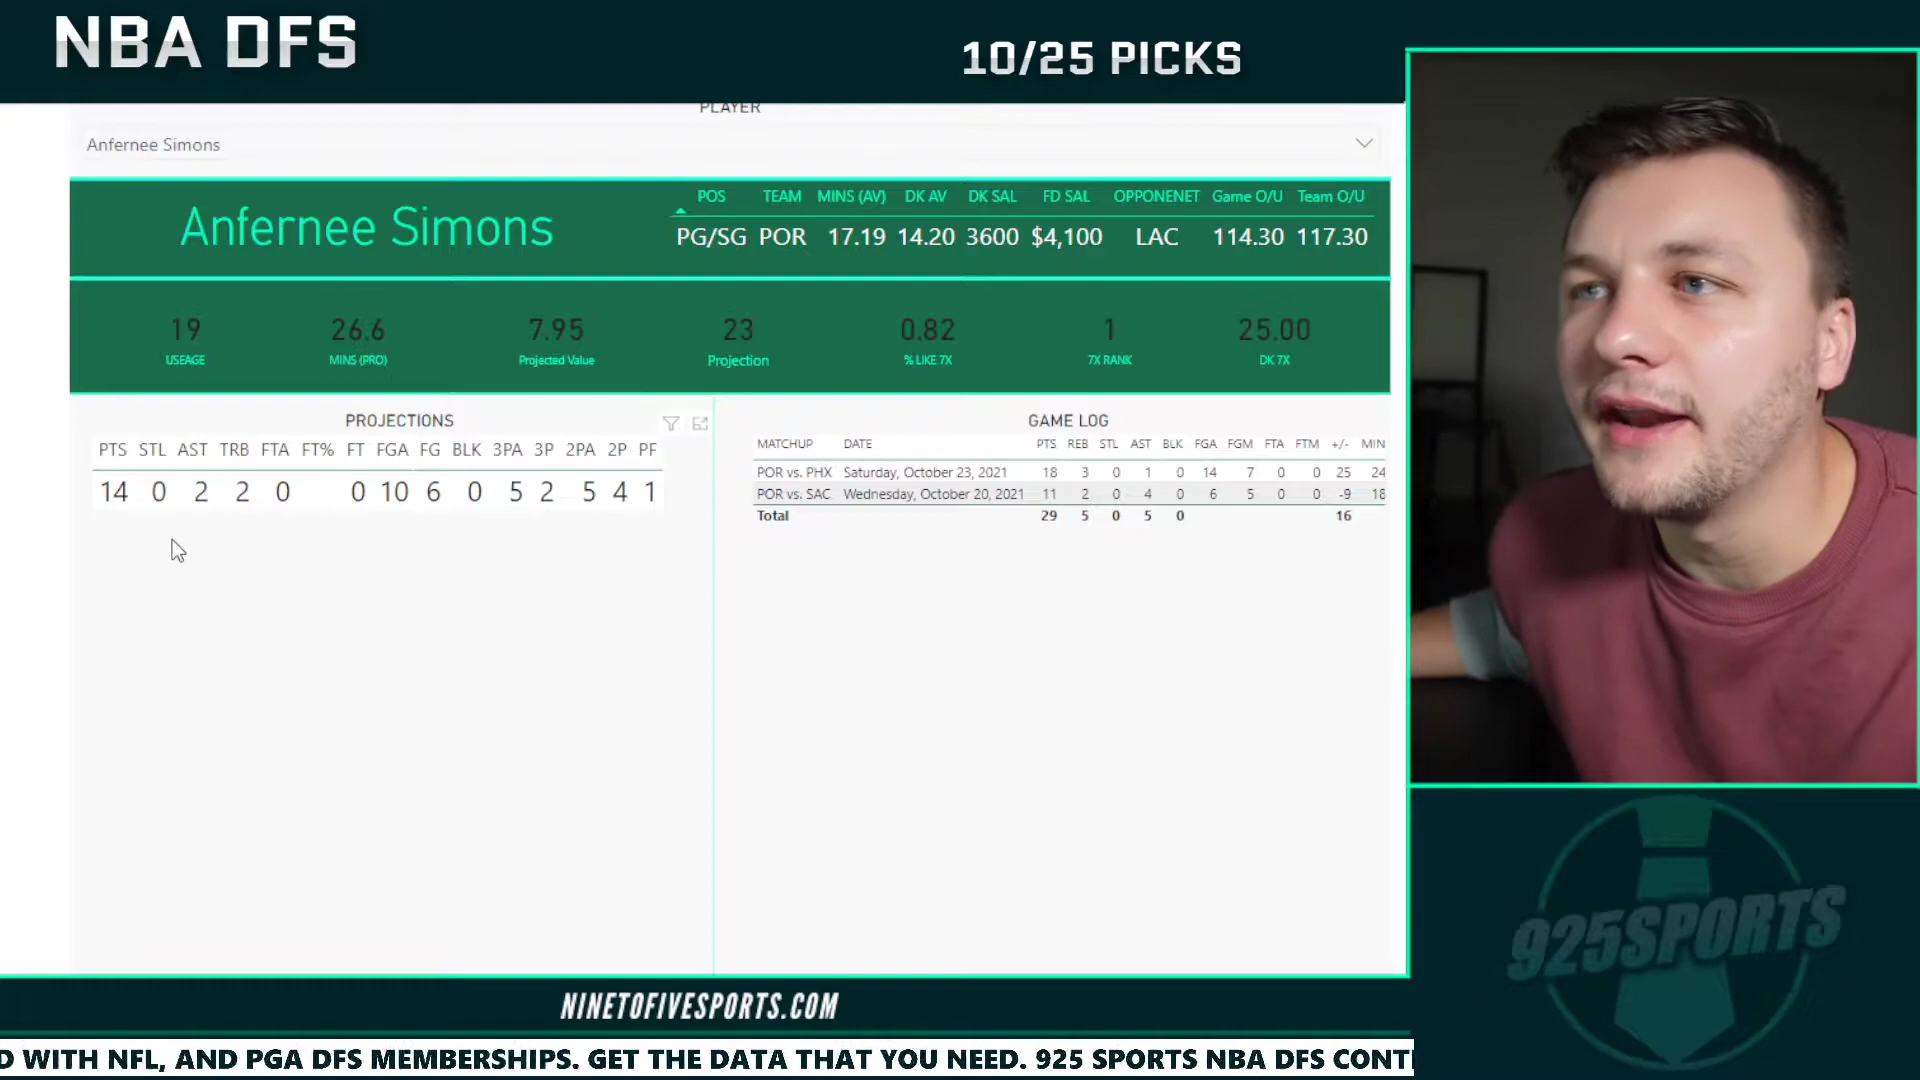 NBA DFS
10/25 PICKS
PLAYER
Anfernee Simons
Anfernee Simons
POS TEAM MINS (AV) DK AV DK SAL FD SAL OPPONENET Game O/U Team O/U
PG/SG POR 17.19 14.20 3600 $4,100 LAC 114.30 117.30
19 26.6 7.95 23 0.82 1 25.00
USEAGE MINS (PRO) Projected Value Projection % LIKE 7X 7X RANK DK 7X
PROJECTIONS
PTS STL AST TRB FTA FT% FT FGA FG BLK 3PA 3P 2PA 2P PF
14 0 2 2 0 0 10 6 0 5 2 5 4 1
GAME LOG
MATCHUP DATE PTS REB STL AST BLK FGA FGM FTA FTM +/- MIN
POR vs. PHX Saturday, October 23, 2021 18 3 0 1 0 14 7 0 0 25 24
POR vs. SAC Wednesday, October 20, 2021 11 2 0 4 0 6 5 0 0 -9 18
Total 29 5 0 5 0 16
925SPORTS
NINETOFIVESPORTS.COM
D WITH NFL, AND PGA DFS MEMBERSHIPS. GET THE DATA THAT YOU NEED. 925 SPORTS NBA DFS CONTI